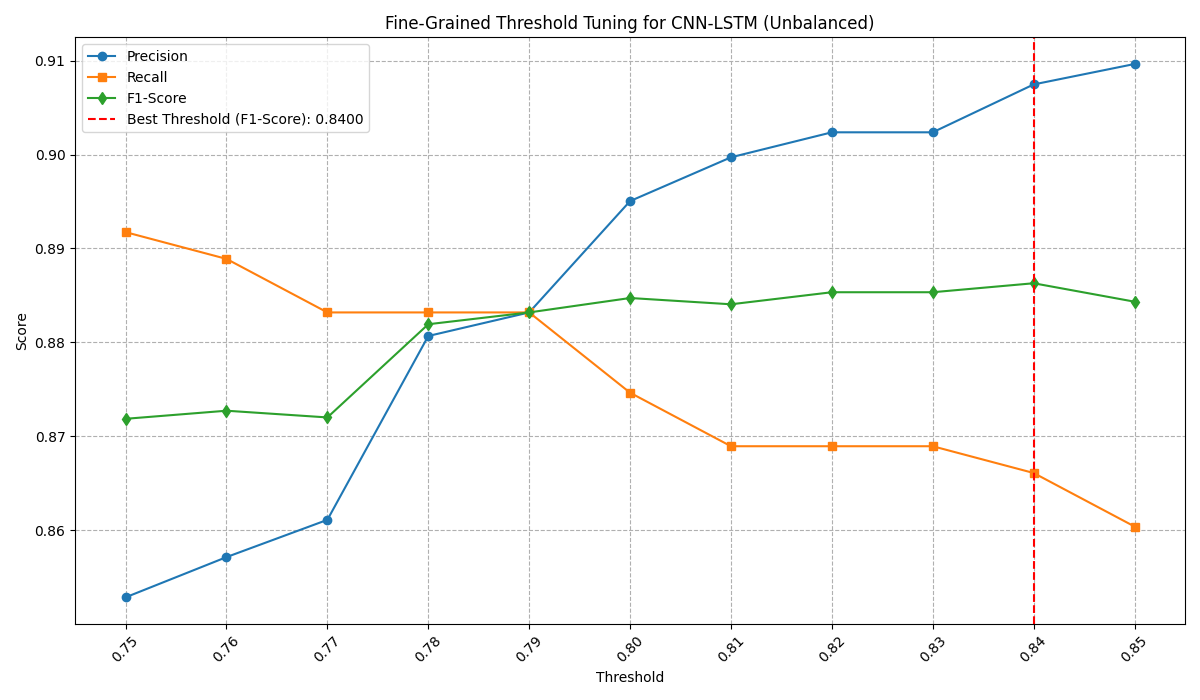 Fine-Grained Threshold Tuning for CNN-LSTM (Unbalanced)
Precision
Recall
F1-Score
Best Threshold (F1-Score): 0.8400
0.91
0.90
0.89
0.88
0.87
0.86
Score
0.75 0.76 0.77 0.78 0.79 0.80 0.81 0.82 0.83 0.84 0.85
Threshold